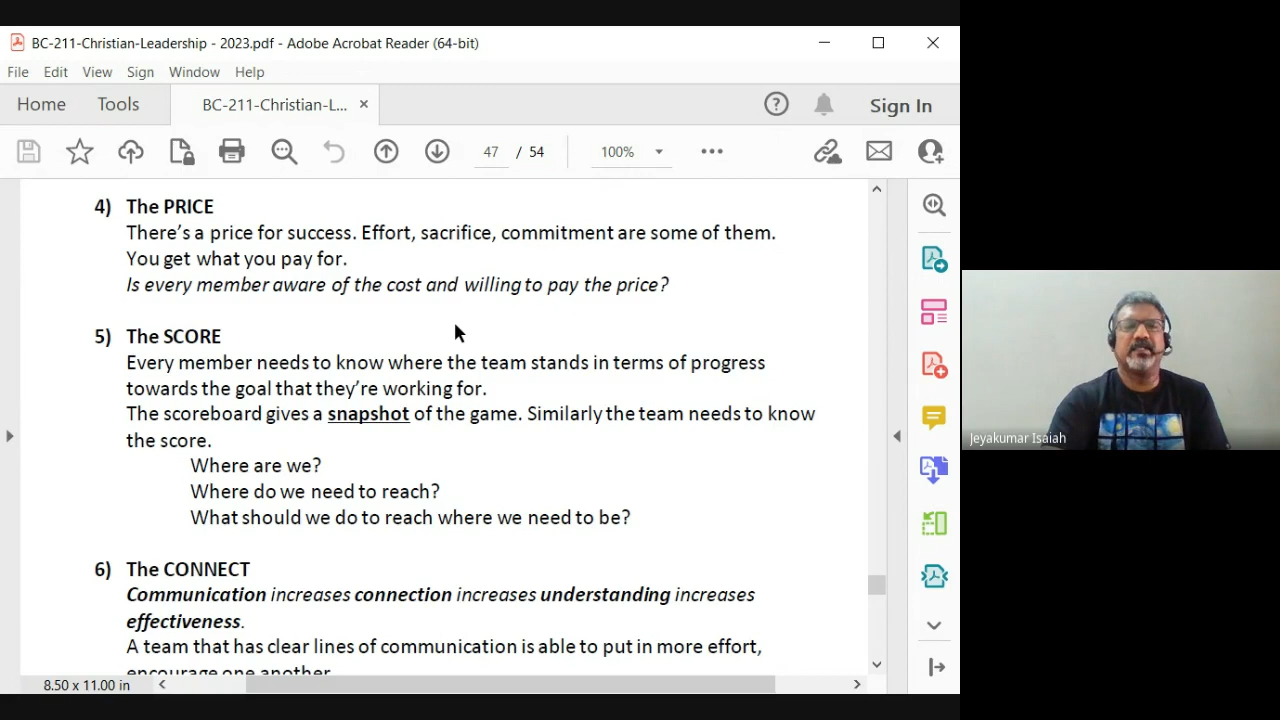 BC-211-Christian-Leadership - 2023.pdf - Adobe Acrobat Reader (64-bit)
File Edit View Sign Window Help
Home Tools BC-211-Christian-L... × Sign In
47 / 54 100%
4) The PRICE
There's a price for success. Effort, sacrifice, commitment are some of them.
You get what you pay for.
Is every member aware of the cost and willing to pay the price?
5) The SCORE
Every member needs to know where the team stands in terms of progress
towards the goal that they're working for.
The scoreboard gives a snapshot of the game. Similarly the team needs to know
the score.
Where are we?
Where do we need to reach?
What should we do to reach where we need to be?
6) The CONNECT
Communication increases connection increases understanding increases
effectiveness.
A team that has clear lines of communication is able to put in more effort,
encourage one another
8.50 x 11.00 in
Jeyakumar Isaiah